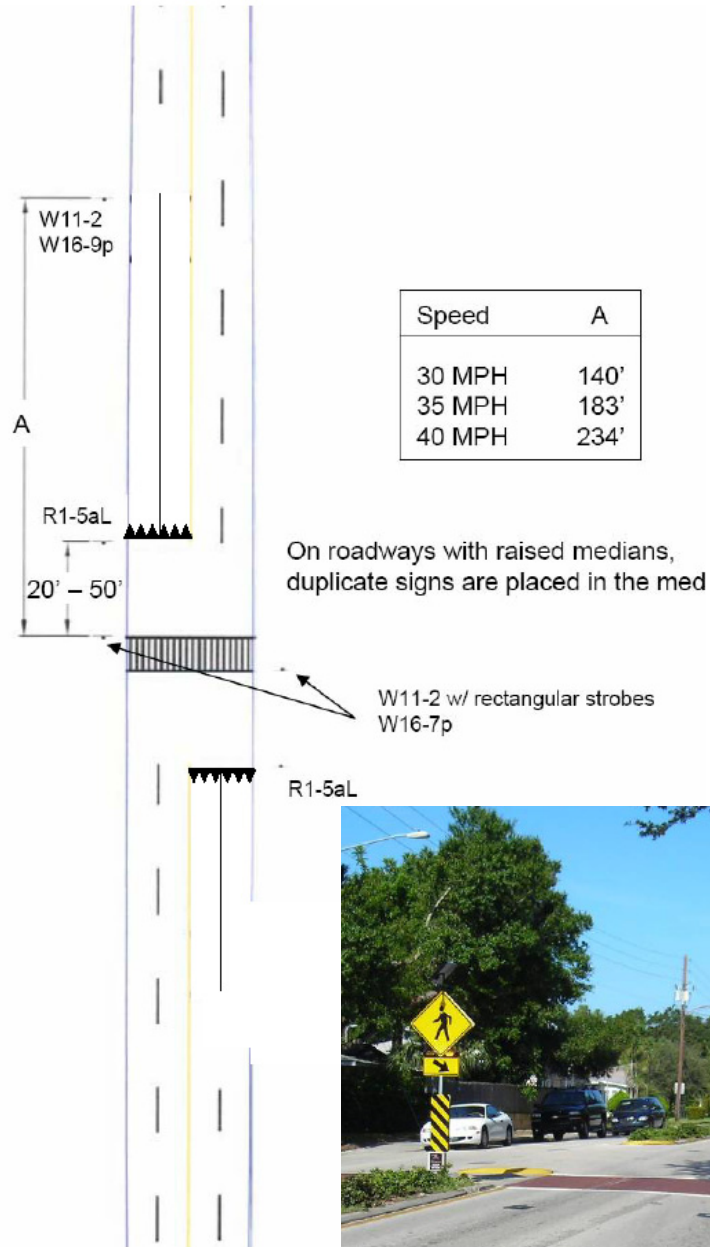 W11-2
W16-9p
Speed A
30 MPH 140’
35 MPH 183’
40 MPH 234’
A
R1-5aL
20’ – 50’
On roadways with raised medians,
duplicate signs are placed in the med
W11-2 w/ rectangular strobes
W16-7p
R1-5aL